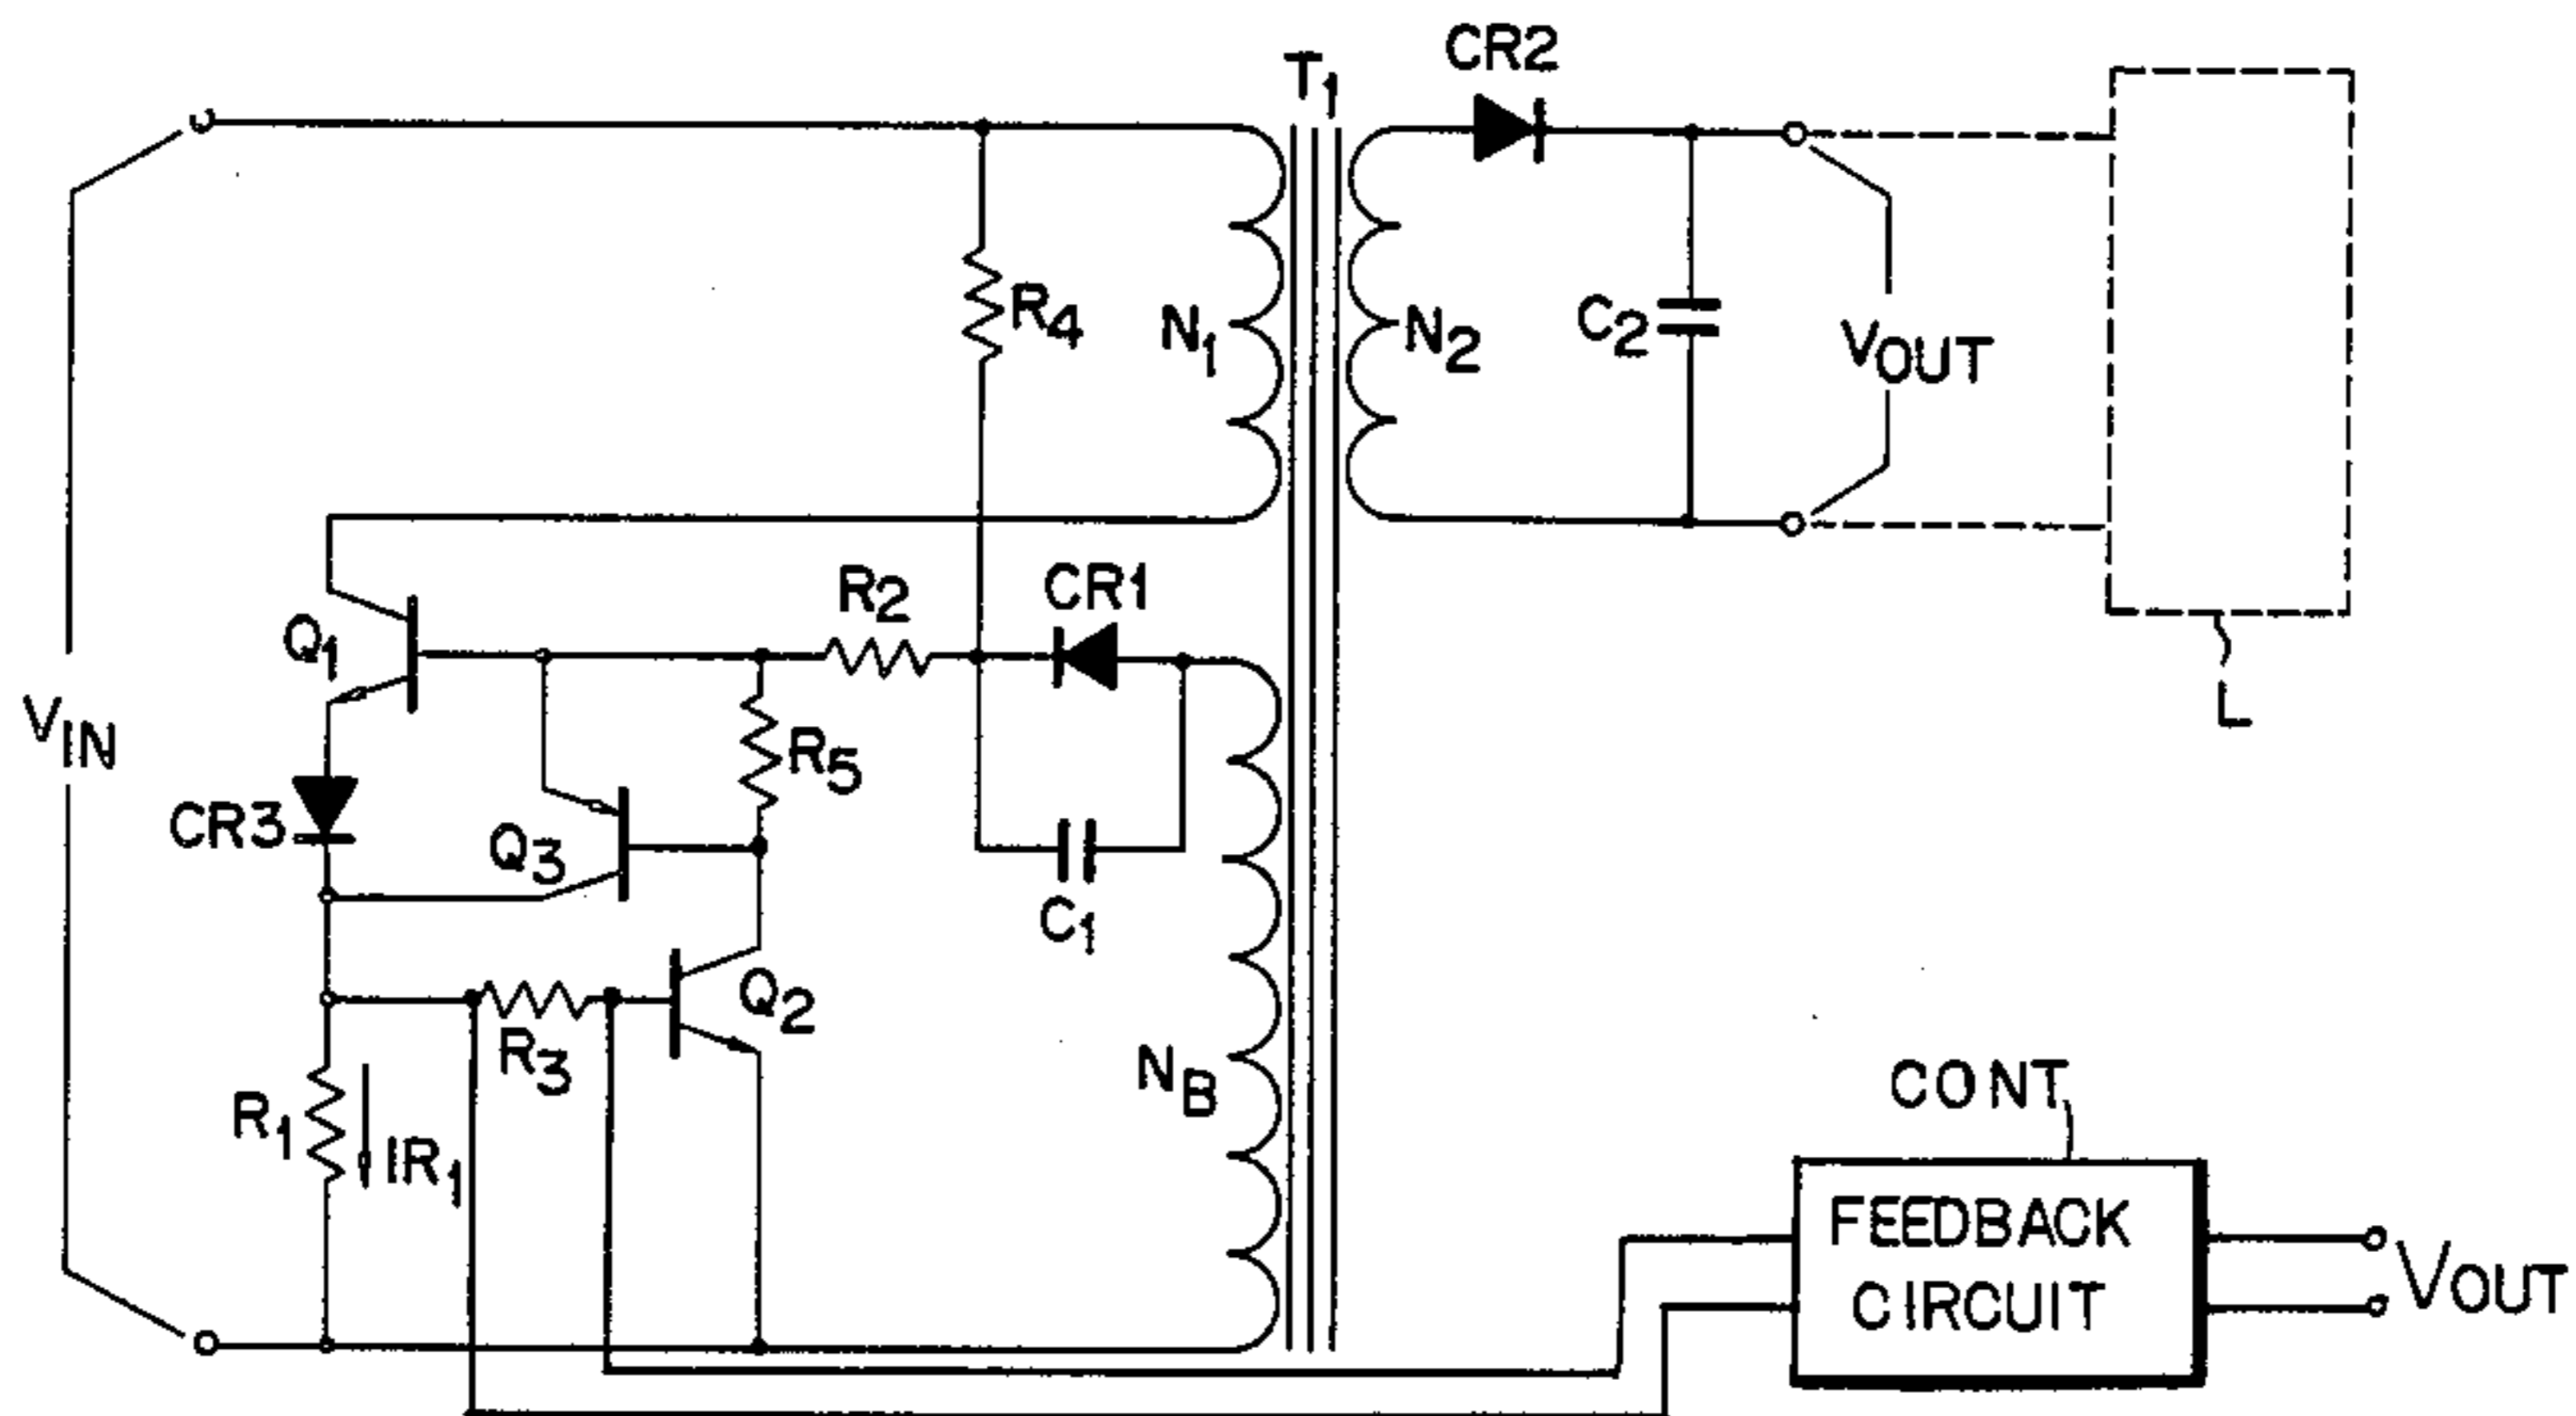 CR2
T1
R4
N1
N2
C2
VOUT
R2
CR1
Q1
L
VIN
R5
CR3
Q3
C1
Q2
R3
NB
R1
IR1
CONT
FEEDBACK
CIRCUIT
VOUT